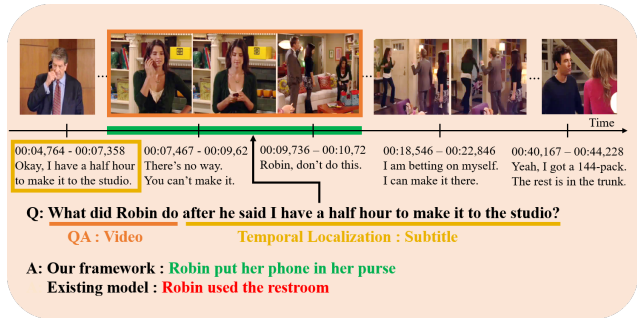 ... ... ...
Time
00:04,764 - 00:07,358
Okay, I have a half hour
to make it to the studio.
00:07,467 - 00:09,62
There's no way.
You can't make it.
00:09,736 – 00:10,72
Robin, don't do this.
00:18,546 – 00:22,846
I am betting on myself.
I can make it there.
00:40,167 – 00:44,228
Yeah, I got a 144-pack.
The rest is in the trunk.
Q: What did Robin do after he said I have a half hour to make it to the studio?
QA : Video
Temporal Localization : Subtitle
A: Our framework : Robin put her phone in her purse
Existing model : Robin used the restroom